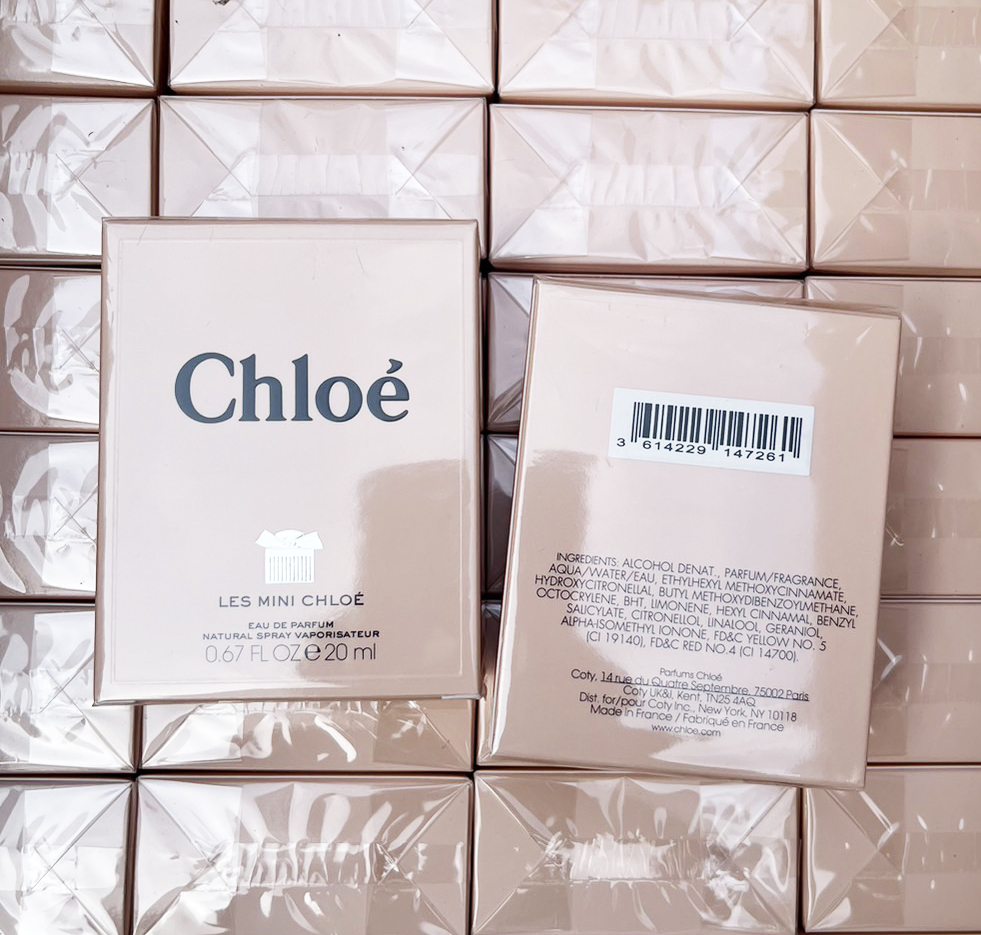 Chloé
LES MINI CHLOÉ
EAU DE PARFUM
NATURAL SPRAY VAPORISATEUR
0.67 FL OZ e 20 ml
3 614229 147261
INGREDIENTS: ALCOHOL DENAT., PARFUM/FRAGRANCE,
AQUA/WATER/EAU, ETHYLHEXYL METHOXYCINNAMATE,
HYDROXYCITRONELLAL, BUTYL METHOXYDIBENZOYLMETHANE,
OCTOCRYLENE, BHT, LIMONENE, HEXYL CINNAMAL, BENZYL
SALICYLATE, CITRONELLOL, LINALOOL, GERANIOL,
ALPHA-ISOMETHYL IONONE, FD&C YELLOW NO. 5
(CI 19140), FD&C RED NO.4 (CI 14700).
Parfums Chloé
Coty, 14 rue du Quatre Septembre, 75002 Paris
Coty UK&I, Kent, TN25 4AQ
Dist. for/pour Coty Inc., New York, NY 10118
Made in France / Fabriqué en France
www.chloe.com